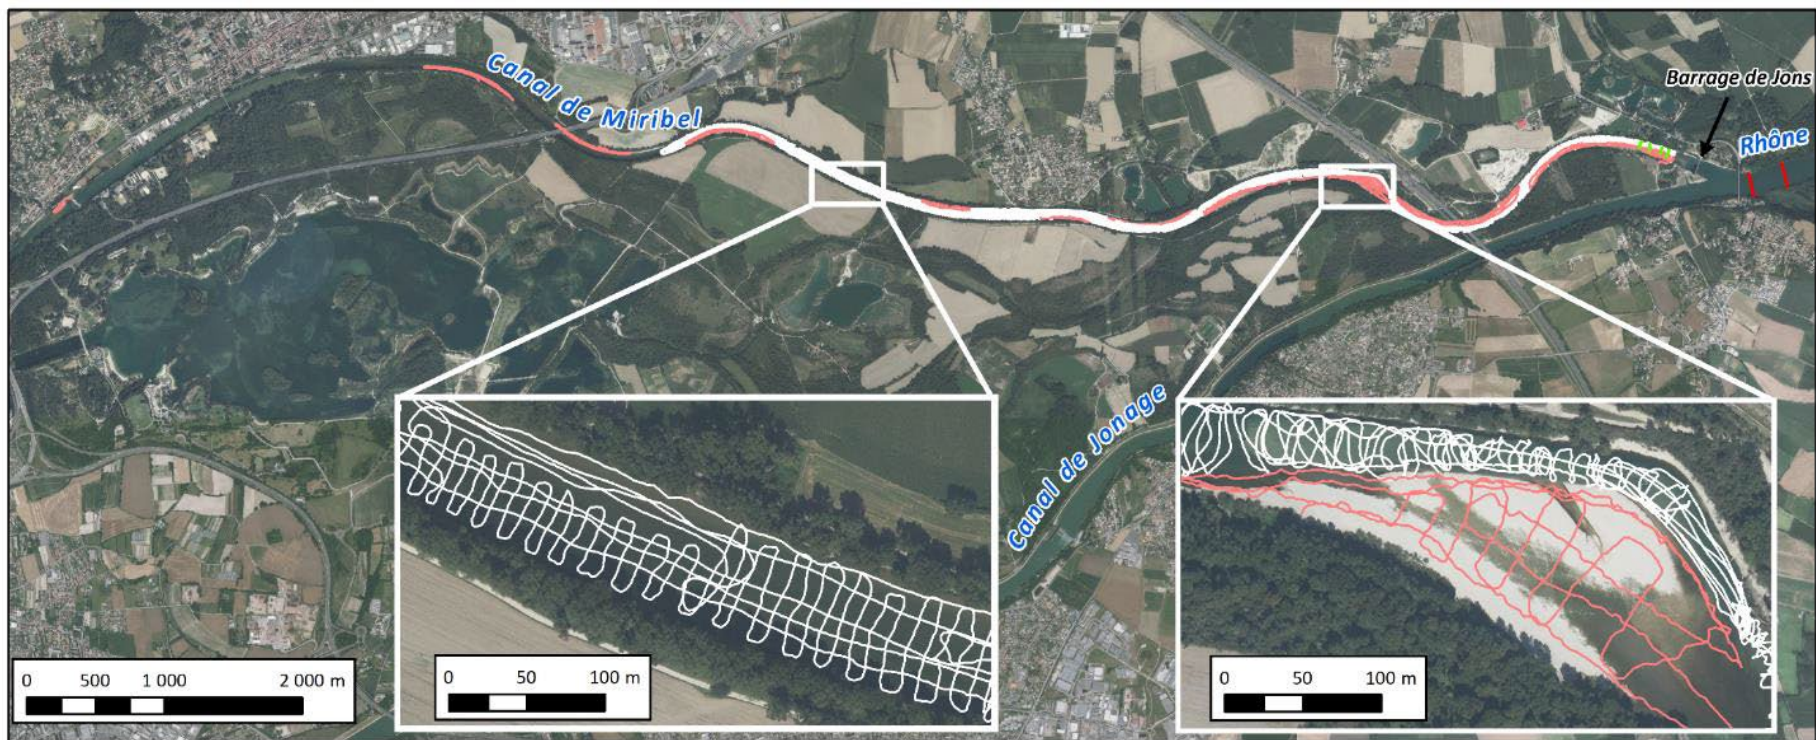 Canal de Miribel
Barrage de Jons
Rhône
Canal de Jonage
0 500 1 000 2 000 m
0 50 100 m
0 50 100 m